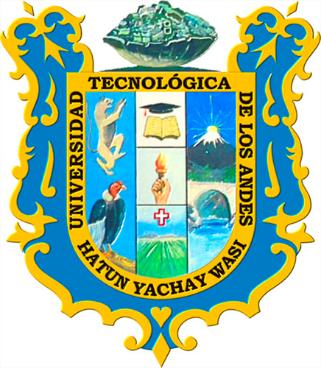 UNIVERSIDAD
TECNOLÓGICA
DE LOS ANDES
HATUN YACHAY WASI